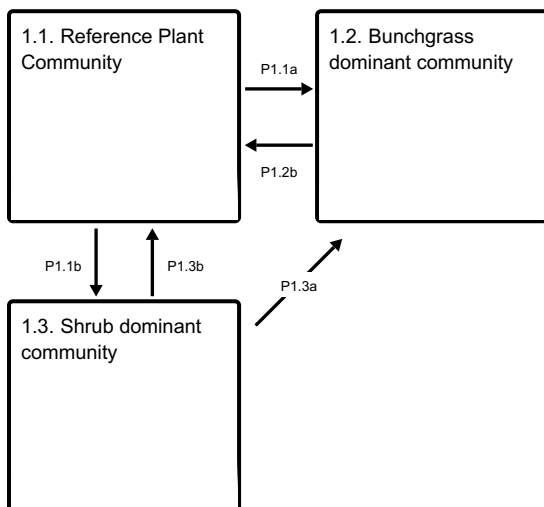 1.1. Reference Plant
Community
P1.1a
1.2. Bunchgrass
dominant community
P1.2b
P1.1b
P1.3b
P1.3a
1.3. Shrub dominant
community